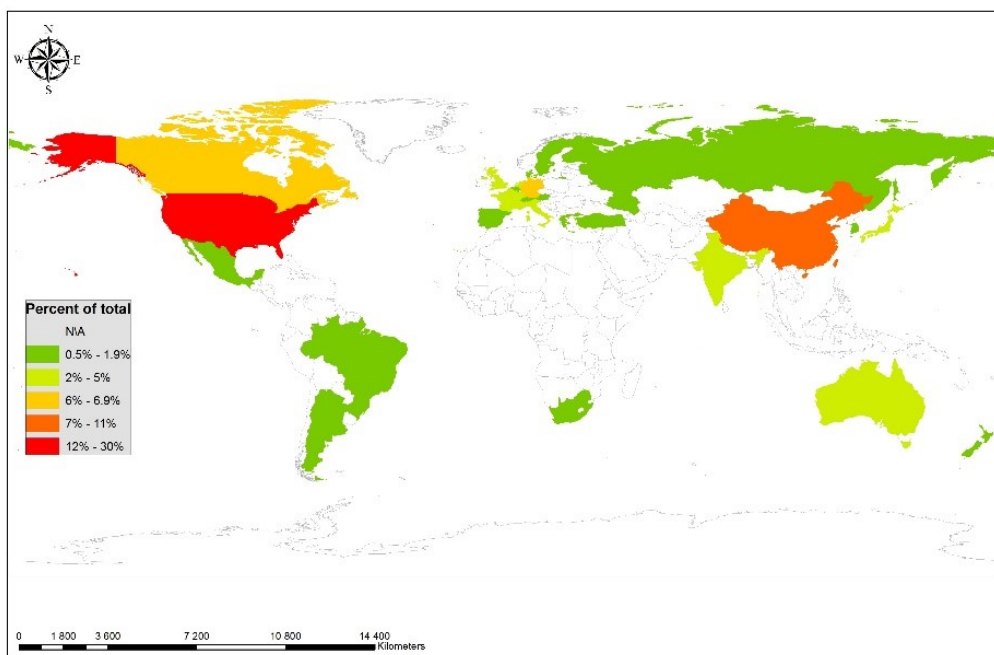 N
W E
S
Percent of total
N\A
0.5% - 1.9%
2% - 5%
6% - 6.9%
7% - 11%
12% - 30%
0 1 800 3 600 7 200 10 800 14 400
Kilometers